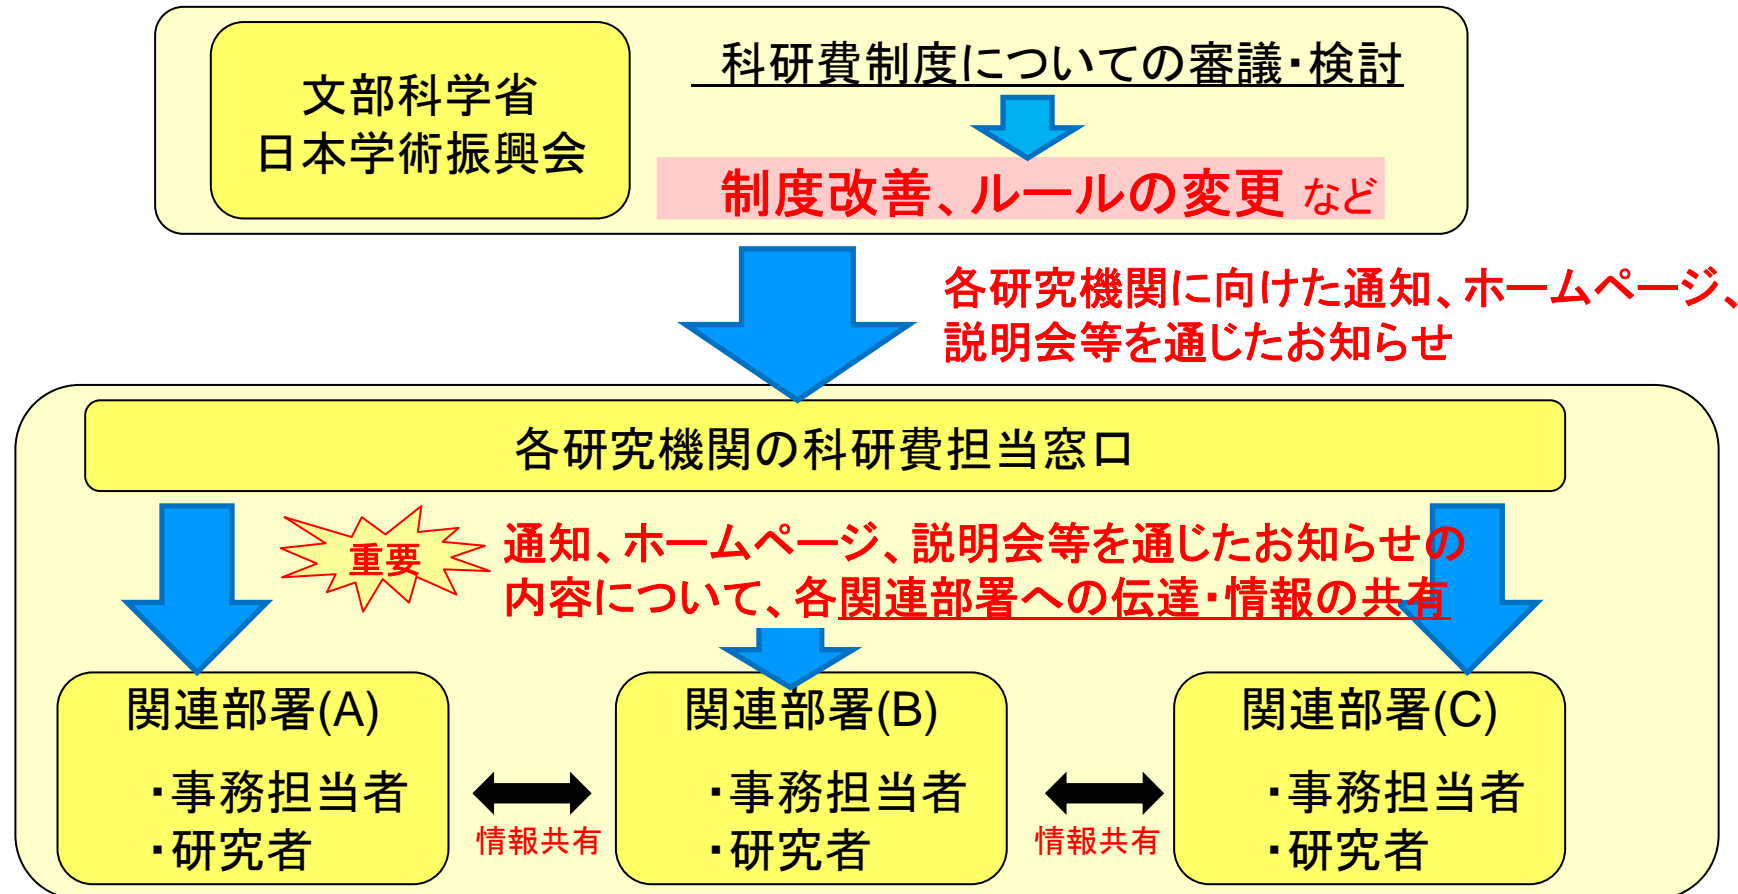 文部科学省
日本学術振興会
科研費制度についての審議・検討
制度改善、ルールの変更 など
各研究機関に向けた通知、ホームページ、
説明会等を通じたお知らせ
各研究機関の科研費担当窓口
重要
通知、ホームページ、説明会等を通じたお知らせの
内容について、各関連部署への伝達・情報の共有
関連部署(A)
・事務担当者
・研究者
情報共有
関連部署(B)
・事務担当者
・研究者
情報共有
関連部署(C)
・事務担当者
・研究者